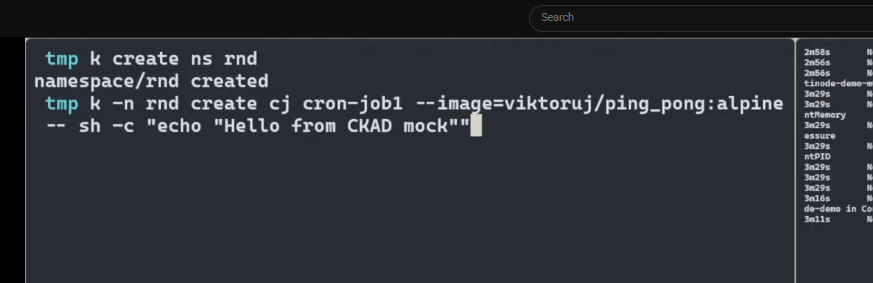 Search
tmp k create ns rnd
namespace/rnd created
tmp k -n rnd create cj cron-job1 --image=viktoruj/ping_pong:alpine
-- sh -c "echo "Hello from CKAD mock""
2m58s N
2m56s N
2m56s N
tinode-demo-m
3m29s N
3m29s N
ntMemory
3m29s N
essure
3m29s N
ntPID
3m29s N
3m29s N
3m29s N
3m16s N
de-demo in Co
3m11s N